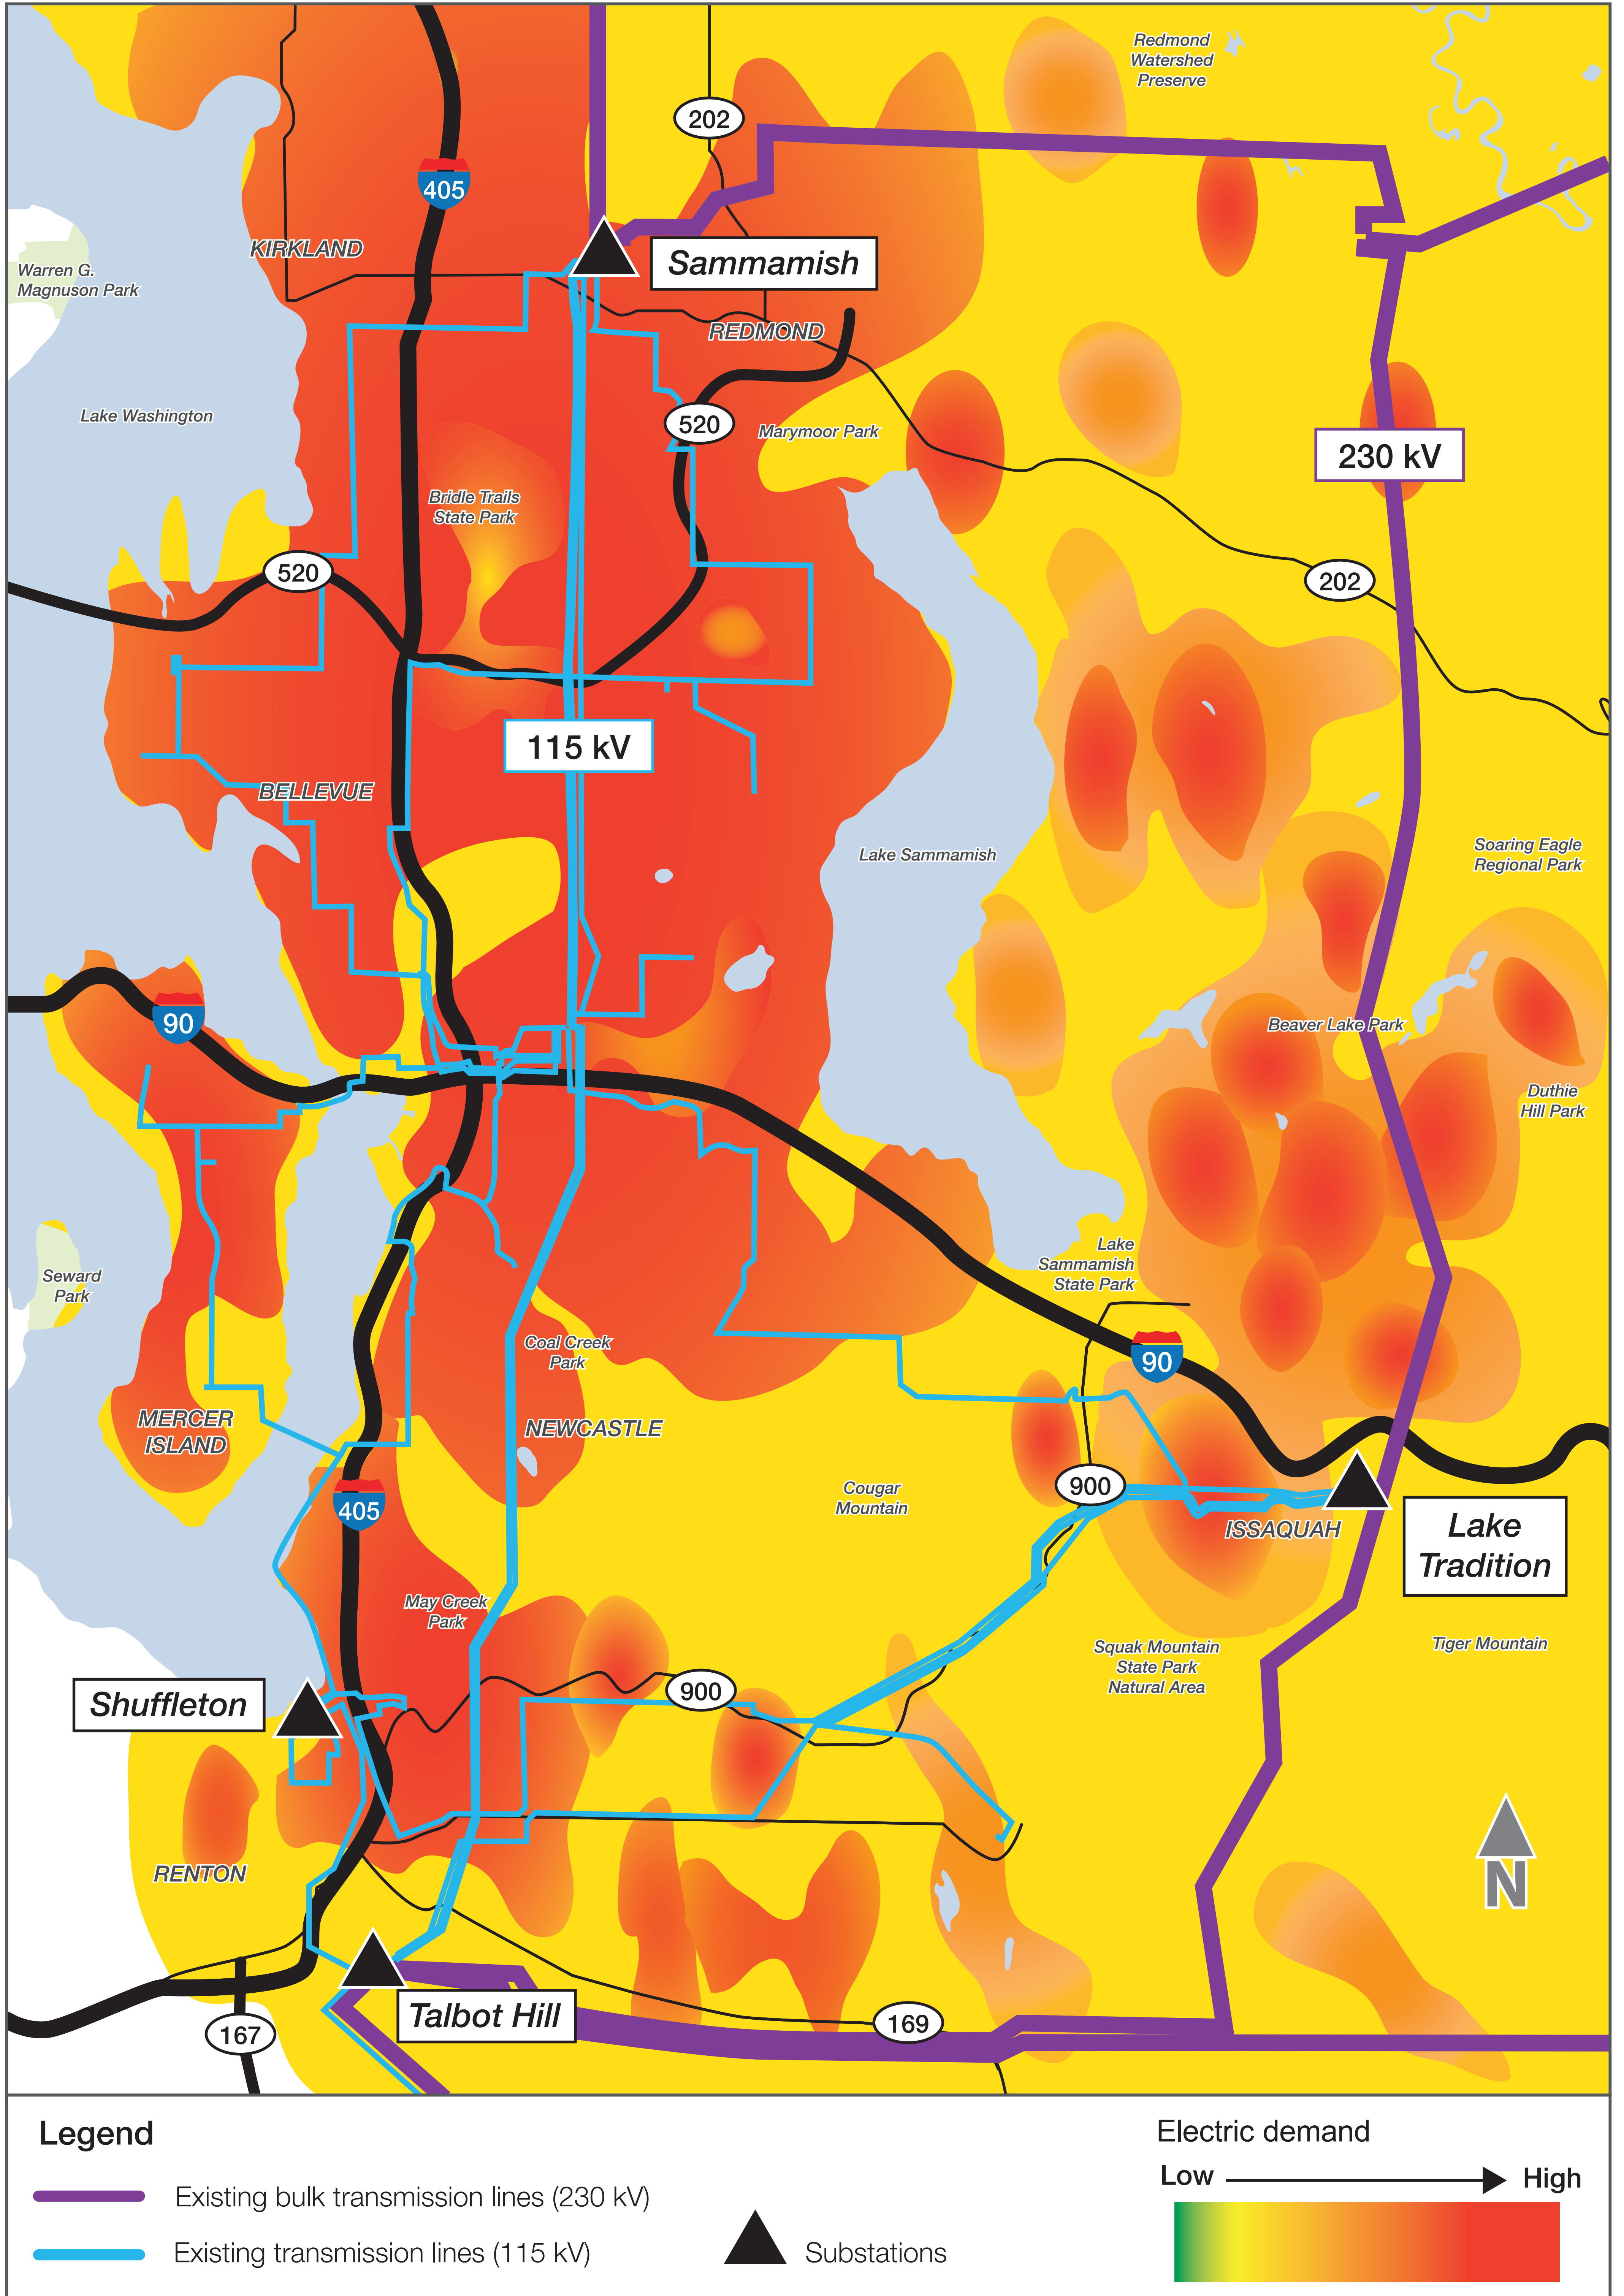 Redmond
Watershed
Preserve
202
405
KIRKLAND
Sammamish
Warren G.
Magnuson Park
REDMOND
Lake Washington
520
Marymoor Park
230 kV
Bridle Trails
State Park
520
202
115 kV
BELLEVUE
Lake Sammamish
Soaring Eagle
Regional Park
90
Beaver Lake Park
Duthie
Hill Park
Lake
Sammamish
State Park
Seward
Park
Coal Creek
Park
90
MERCER
ISLAND
NEWCASTLE
900
Cougar
Mountain
405
ISSAQUAH
Lake
Tradition
May Creek
Park
Squak Mountain
State Park
Natural Area
Tiger Mountain
Shuffleton
900
RENTON
N
Talbot Hill
169
167
Legend
Existing bulk transmission lines (230 kV)
Existing transmission lines (115 kV)
Substations
Electric demand
Low
High